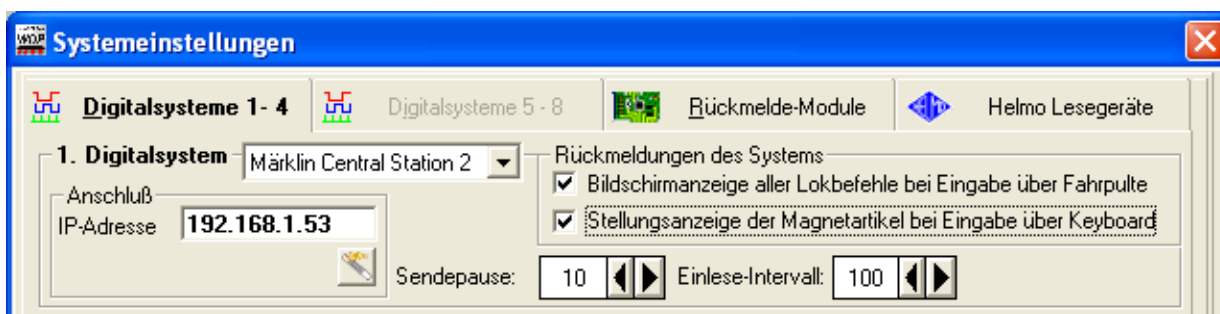 Systemeinstellungen
Digitalsysteme 1- 4 Digitalsysteme 5 - 8 Rückmelde-Module Helmo Lesegeräte
1. Digitalsystem Märklin Central Station 2 Rückmeldungen des Systems
Bildschirmanzeige aller Lokbefehle bei Eingabe über Fahrpulte
Anschluß
IP-Adresse 192.168.1.53 Stellungsanzeige der Magnetartikel bei Eingabe über Keyboard
Sendepause: 10 Einlese-Intervall: 100